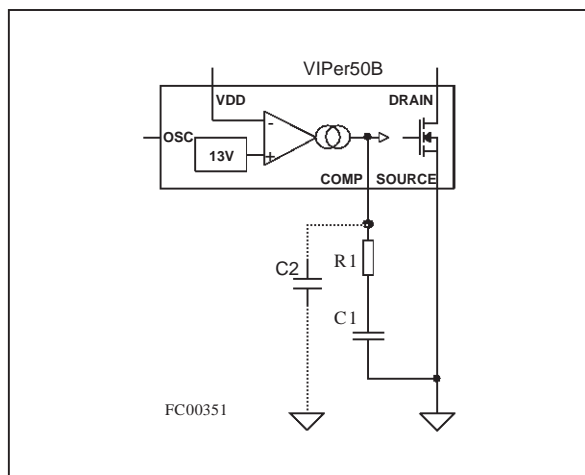 VIPer50B
VDD
DRAIN
-
OSC
13V
+
COMP SOURCE
C2
R1
C1
FC00351